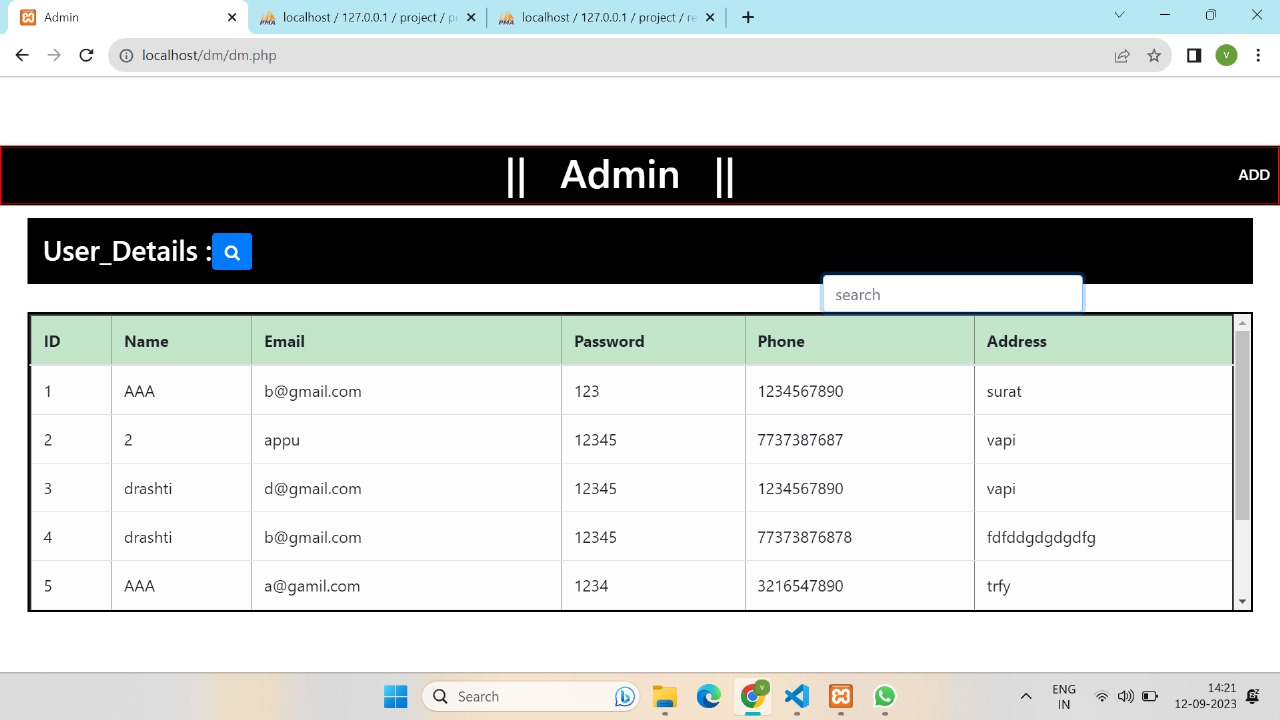 Admin
localhost / 127.0.0.1 / project / pr
localhost / 127.0.0.1 / project / re
localhost/dm/dm.php
V
|| Admin ||
ADD
User_Details :
search
ID Name Email Password Phone Address
1 AAA b@gmail.com 123 1234567890 surat
2 2 appu 12345 7737387687 vapi
3 drashti d@gmail.com 12345 1234567890 vapi
4 drashti b@gmail.com 12345 77373876878 fdfddgdgdgdfg
5 AAA a@gamil.com 1234 3216547890 trfy
Search
ENG
IN
14:21
12-09-2023